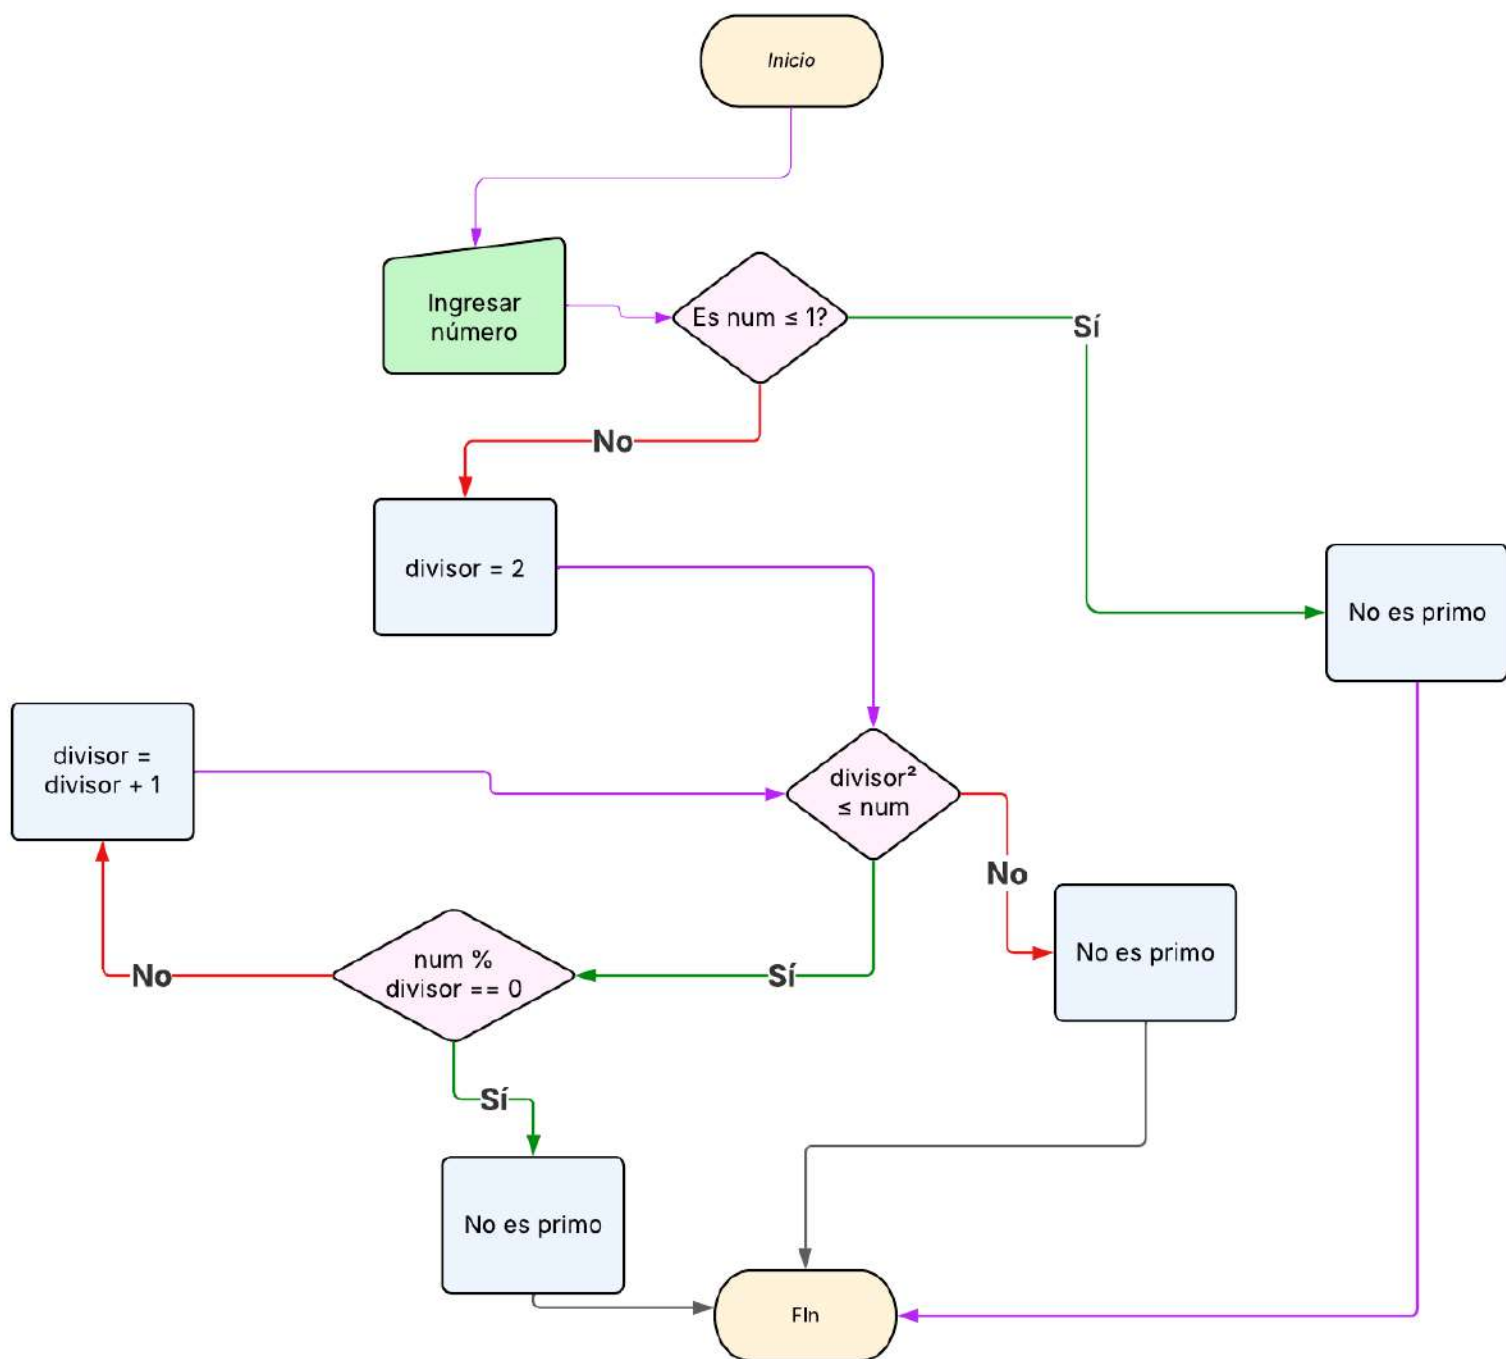 Inicio
Ingresar
número
Es num ≤ 1?
Sí
No
divisor = 2
No es primo
divisor =
divisor + 1
divisor²
≤ num
No
No es primo
num %
divisor == 0
No
Sí
Sí
No es primo
FIn